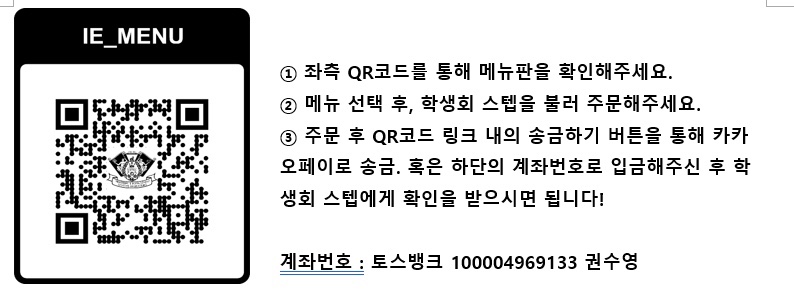 IE_MENU
① 좌측 QR코드를 통해 메뉴판을 확인해주세요.
② 메뉴 선택 후, 학생회 스텝을 불러 주문해주세요.
③ 주문 후 QR코드 링크 내의 송금하기 버튼을 통해 카카
오페이로 송금. 혹은 하단의 계좌번호로 입금해주신 후 학
생회 스텝에게 확인을 받으시면 됩니다!
계좌번호 : 토스뱅크 100004969133 권수영